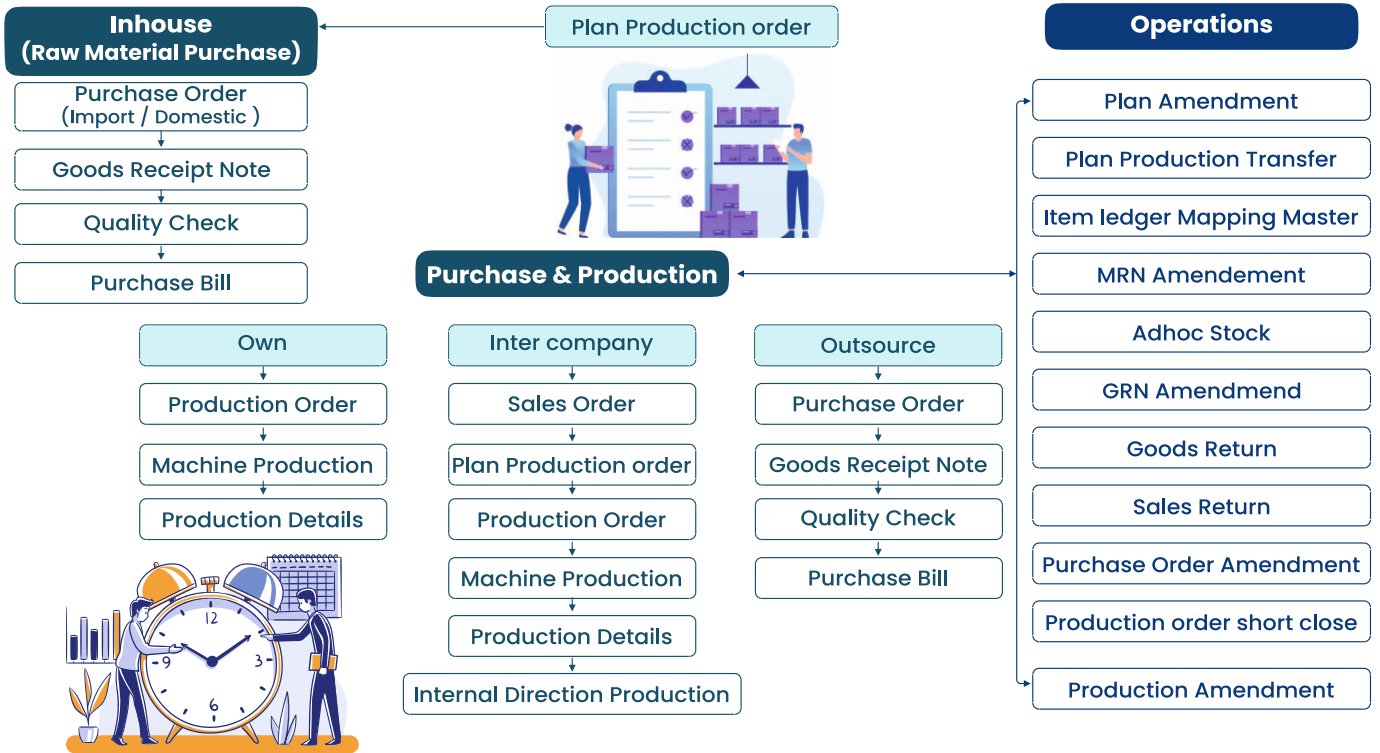 Inhouse
(Raw Material Purchase)
Purchase Order
(Import / Domestic )
Goods Receipt Note
Quality Check
Purchase Bill
Plan Production order
Purchase & Production
Own
Production Order
Machine Production
Production Details
Inter company
Sales Order
Plan Production order
Production Order
Machine Production
Production Details
Internal Direction Production
Outsource
Purchase Order
Goods Receipt Note
Quality Check
Purchase Bill
Operations
Plan Amendment
Plan Production Transfer
Item ledger Mapping Master
MRN Amendement
Adhoc Stock
GRN Amendmend
Goods Return
Sales Return
Purchase Order Amendment
Production order short close
Production Amendment
12
9
3
6